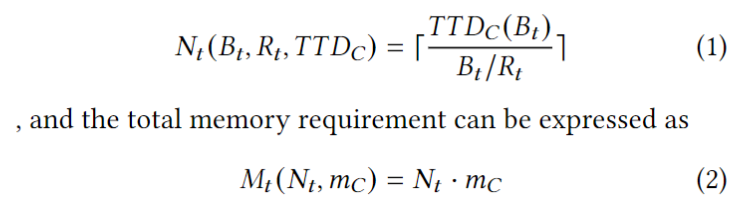 N_t(B_t, R_t, TTD_C) = ⌈TTD_C(B_t) / B_t/R_t⌉ (1)
, and the total memory requirement can be expressed as
M_t(N_t, m_C) = N_t · m_C (2)